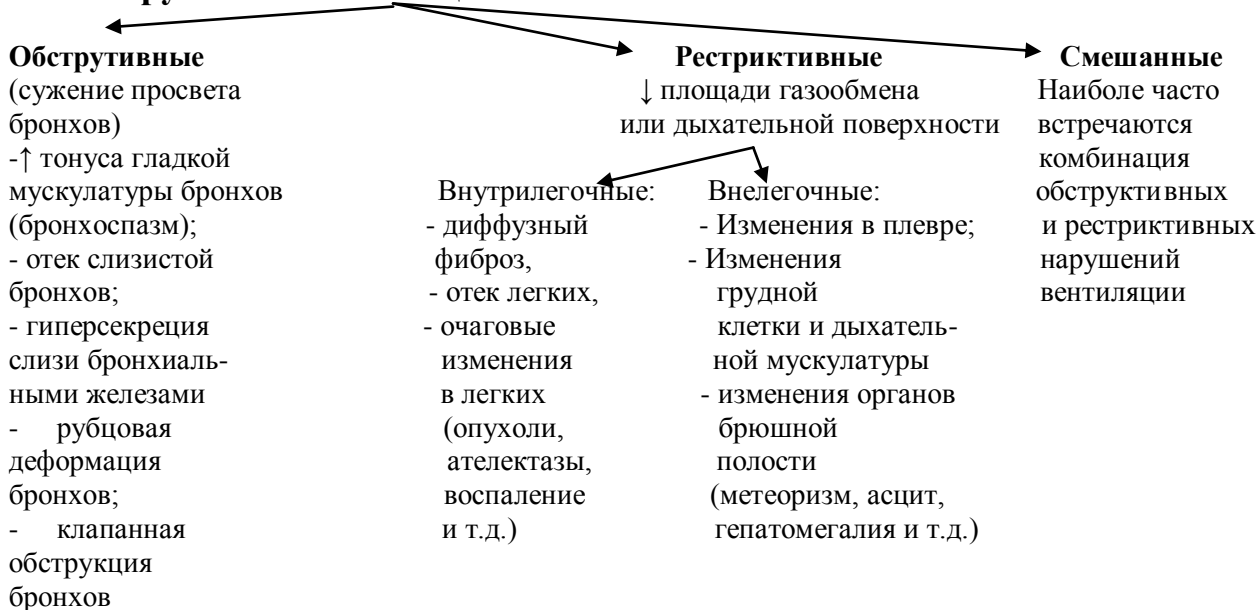 Обструтивные
(сужение просвета
бронхов)
-↑ тонуса гладкой
мускулатуры бронхов
(бронхоспазм);
- отек слизистой
бронхов;
- гиперсекреция
слизи бронхиаль-
ными железами
- рубцовая
деформация
бронхов;
- клапанная
обструкция
бронхов
Рестриктивные
↓ площади газообмена
или дыхательной поверхности
Внутрилегочные:
- диффузный
фиброз,
- отек легких,
- очаговые
изменения
в легких
(опухоли,
ателектазы,
воспаление
и т.д.)
Внелегочные:
- Изменения в плевре;
- Изменения
грудной
клетки и дыхатель-
ной мускулатуры
- изменения органов
брюшной
полости
(метеоризм, асцит,
гепатомегалия и т.д.)
Смешанные
Наиболе часто
встречаются
комбинация
обструктивных
и рестриктивных
нарушений
вентиляции